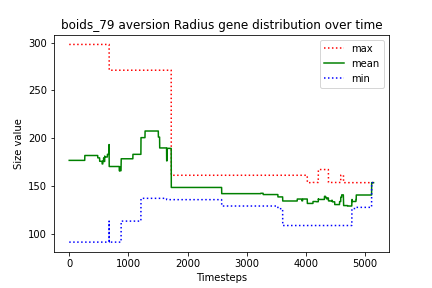 boids_79 aversion Radius gene distribution over time
300
250
200
150
100
Size value
max
mean
min
0
1000
2000
3000
4000
5000
Timesteps